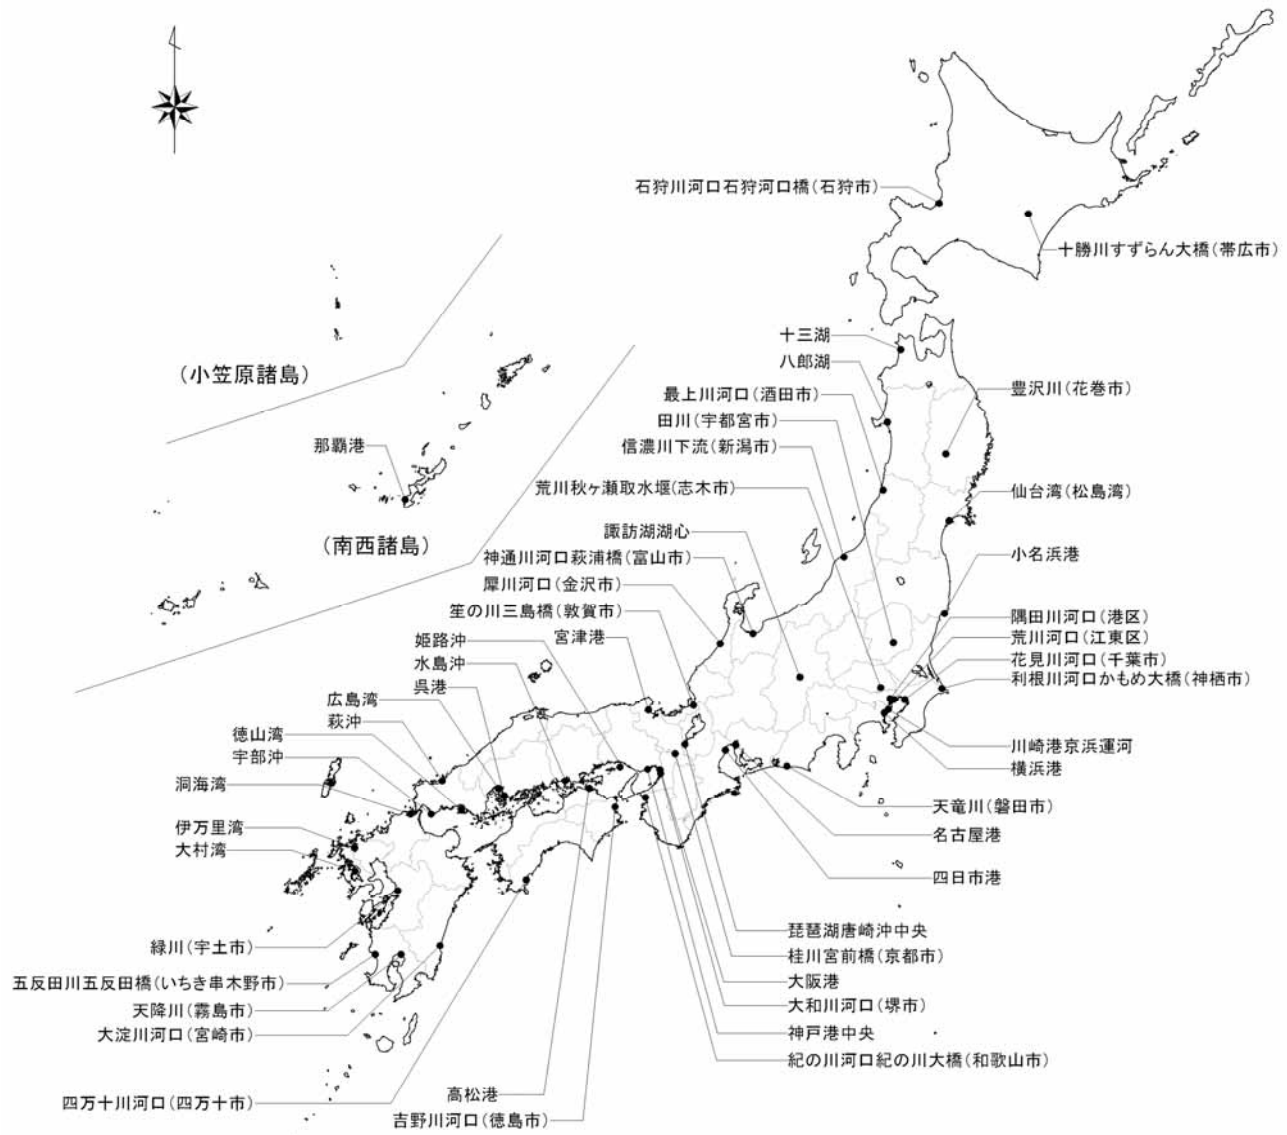 石狩川河口石狩河口橋(石狩市)
十勝川すずらん大橋(帯広市)
十三湖
八郎湖
(小笠原諸島)
最上川河口(酒田市)
豊沢川(花巻市)
田川(宇都宮市)
那覇港
信濃川下流(新潟市)
荒川秋ヶ瀬取水堰(志木市)
仙台湾(松島湾)
諏訪湖湖心
(南西諸島)
神通川河口萩浦橋(富山市)
小名浜港
犀川河口(金沢市)
笙の川三島橋(敦賀市)
隅田川河口(港区)
姫路沖
宮津港
荒川河口(江東区)
水島沖
花見川河口(千葉市)
呉港
利根川河口かもめ大橋(神栖市)
広島湾
萩沖
徳山湾
川崎港京浜運河
宇部沖
横浜港
洞海湾
天竜川(磐田市)
伊万里湾
名古屋港
大村湾
四日市港
琵琶湖唐崎沖中央
緑川(宇土市)
桂川宮前橋(京都市)
五反田川五反田橋(いちき串木野市)
大阪港
天降川(霧島市)
大和川河口(堺市)
大淀川河口(宮崎市)
神戸港中央
紀の川河口紀の川大橋(和歌山市)
高松港
四万十川河口(四万十市)
吉野川河口(徳島市)